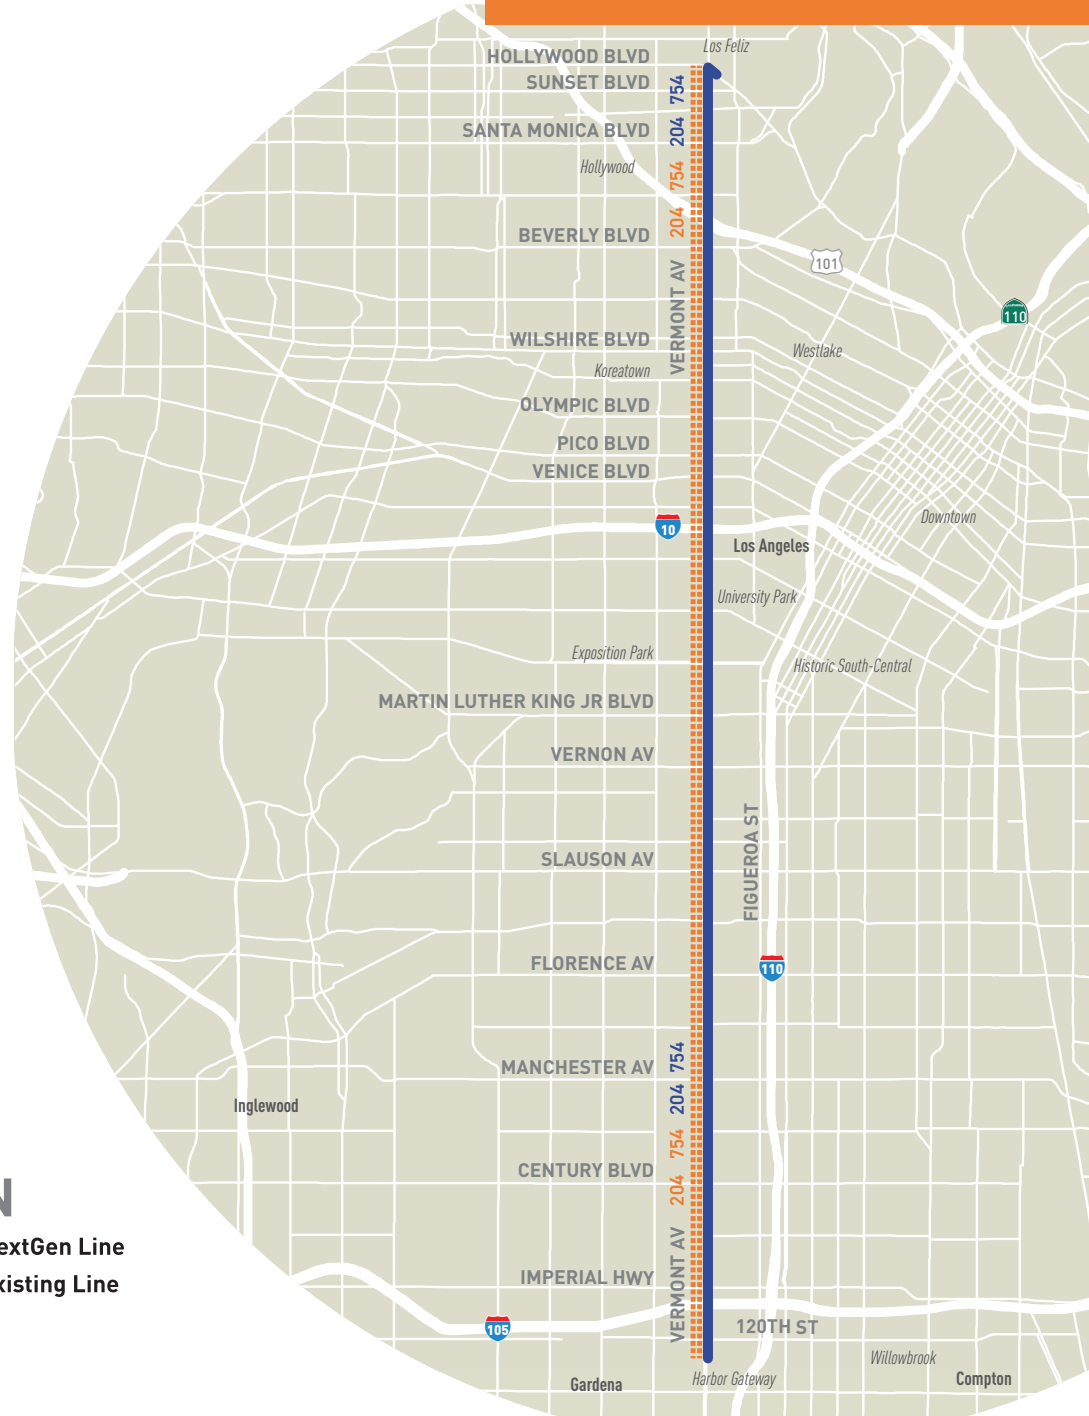 Los Feliz
HOLLYWOOD BLVD
SUNSET BLVD
754
204
SANTA MONICA BLVD
Hollywood
754
204
BEVERLY BLVD
101
VERMONT AV
110
WILSHIRE BLVD
Westlake
Koreatown
OLYMPIC BLVD
PICO BLVD
VENICE BLVD
10
Downtown
Los Angeles
University Park
Exposition Park
Historic South-Central
MARTIN LUTHER KING JR BLVD
VERNON AV
FIGUEROA ST
SLAUSON AV
FLORENCE AV
110
754
MANCHESTER AV
204
Inglewood
754
CENTURY BLVD
204
N
extGen Line
VERMONT AV
IMPERIAL HWY
xisting Line
105
120TH ST
Willowbrook
Harbor Gateway
Compton
Gardena